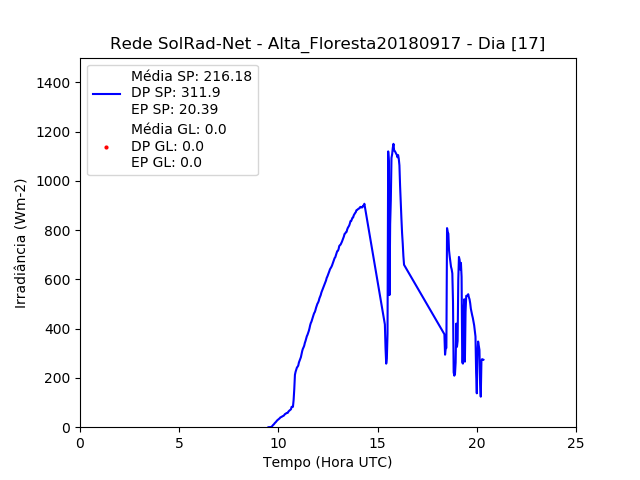 Rede SolRad-Net - Alta_Floresta20180917 - Dia [17]
Média SP: 216.18
DP SP: 311.9
EP SP: 20.39
Média GL: 0.0
DP GL: 0.0
EP GL: 0.0
1400
1200
1000
800
600
400
200
0
Irradiância (Wm-2)
0 5 10 15 20 25
Tempo (Hora UTC)